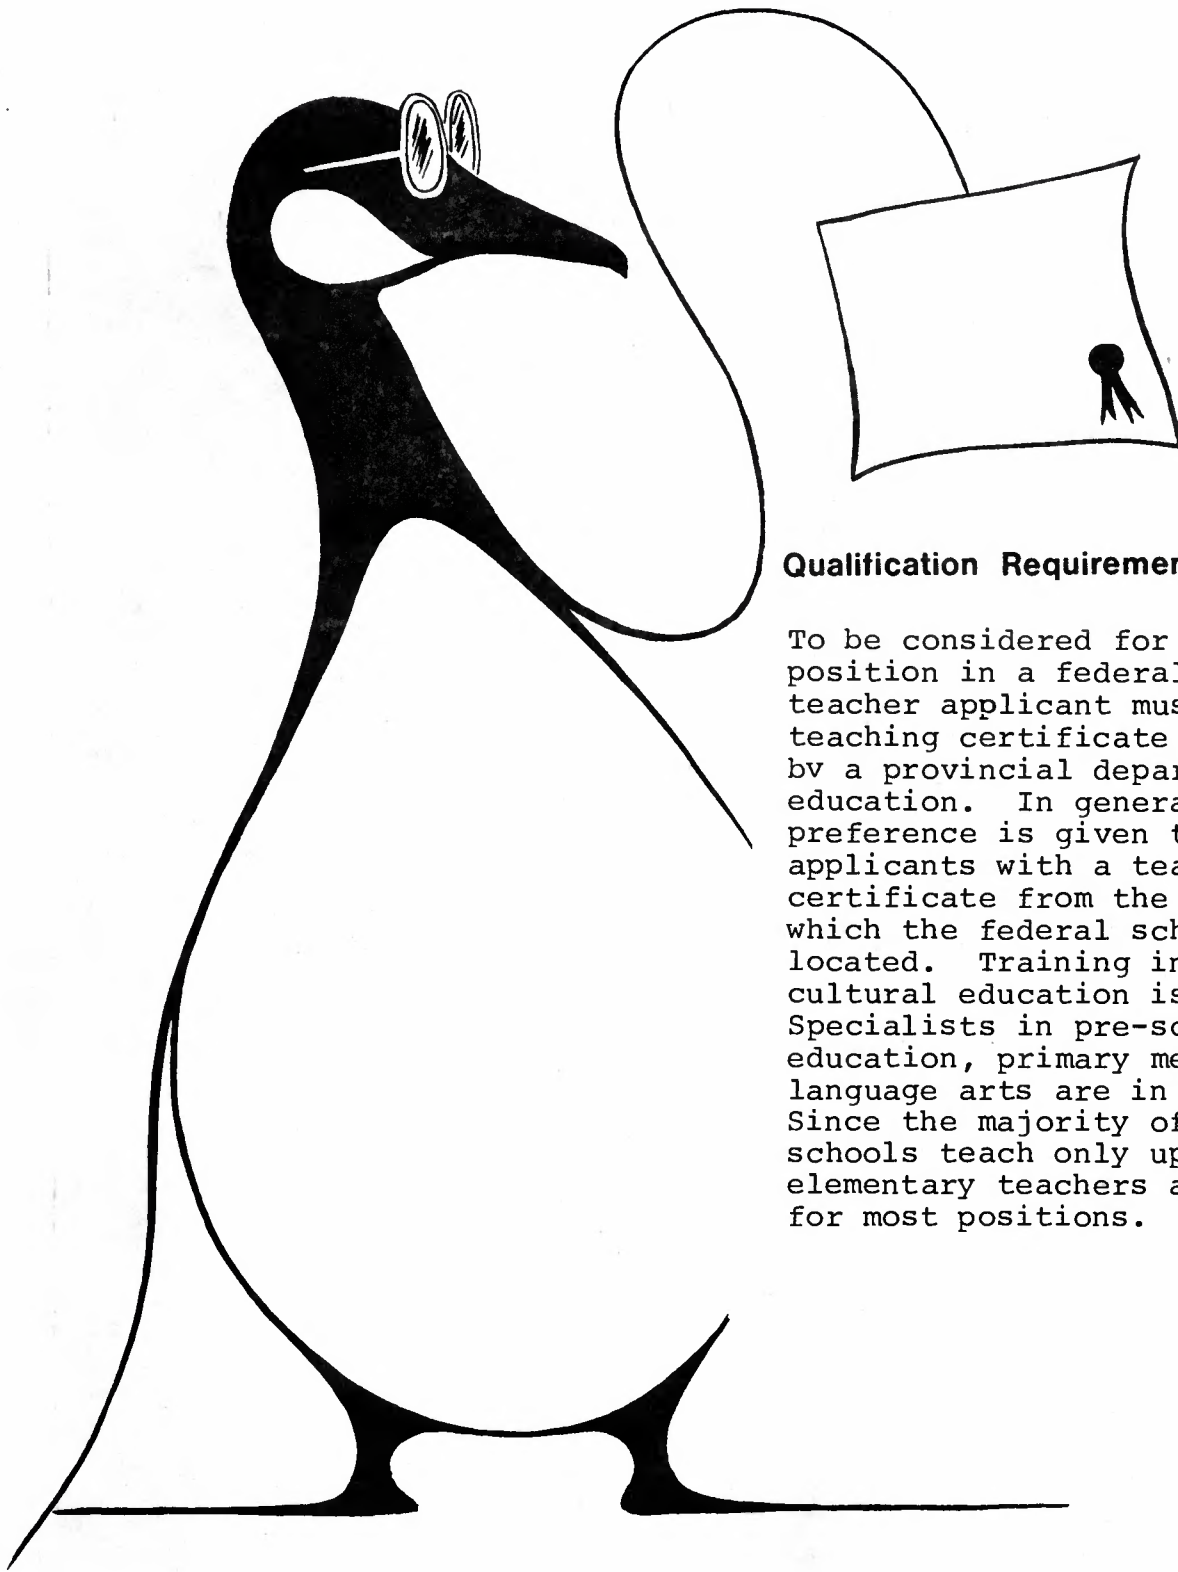 Qualification Requiremen
To be considered for
position in a federal
teacher applicant mus
teaching certificate
bv a provincial depar
education. In genera
preference is given t
applicants with a tea
certificate from the
which the federal sch
located. Training in
cultural education is
Specialists in pre-sc
education, primary me
language arts are in
Since the majority of
schools teach only up
elementary teachers a
for most positions.